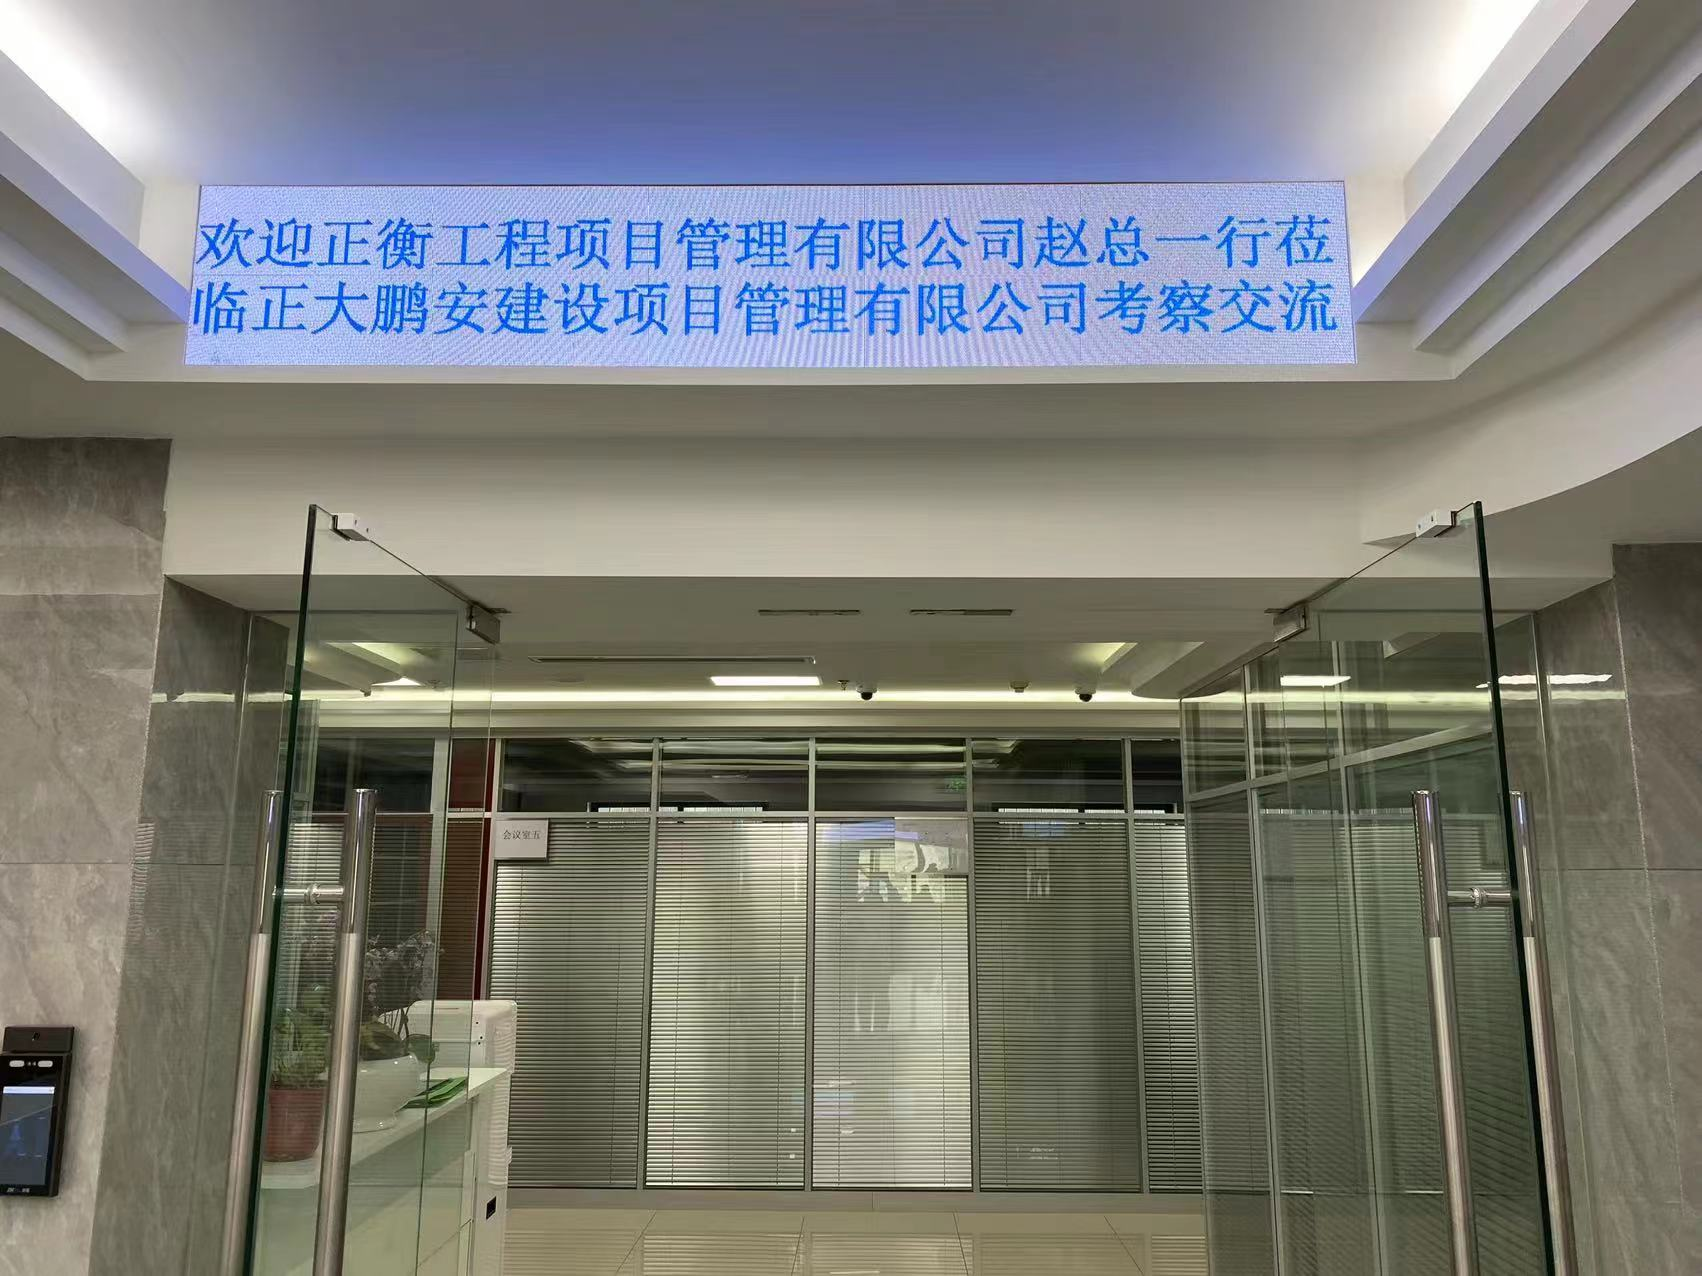 欢迎正衡工程项目管理有限公司赵总一行莅
临正大鹏安建设项目管理有限公司考察交流
会议室五